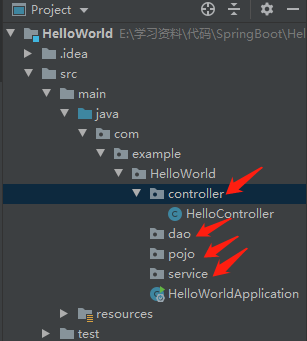 Project
HelloWorld E:\学习资料\代码\SpringBoot\Hel
.idea
src
main
java
com
example
HelloWorld
controller
HelloController
dao
pojo
service
HelloWorldApplication
resources
test